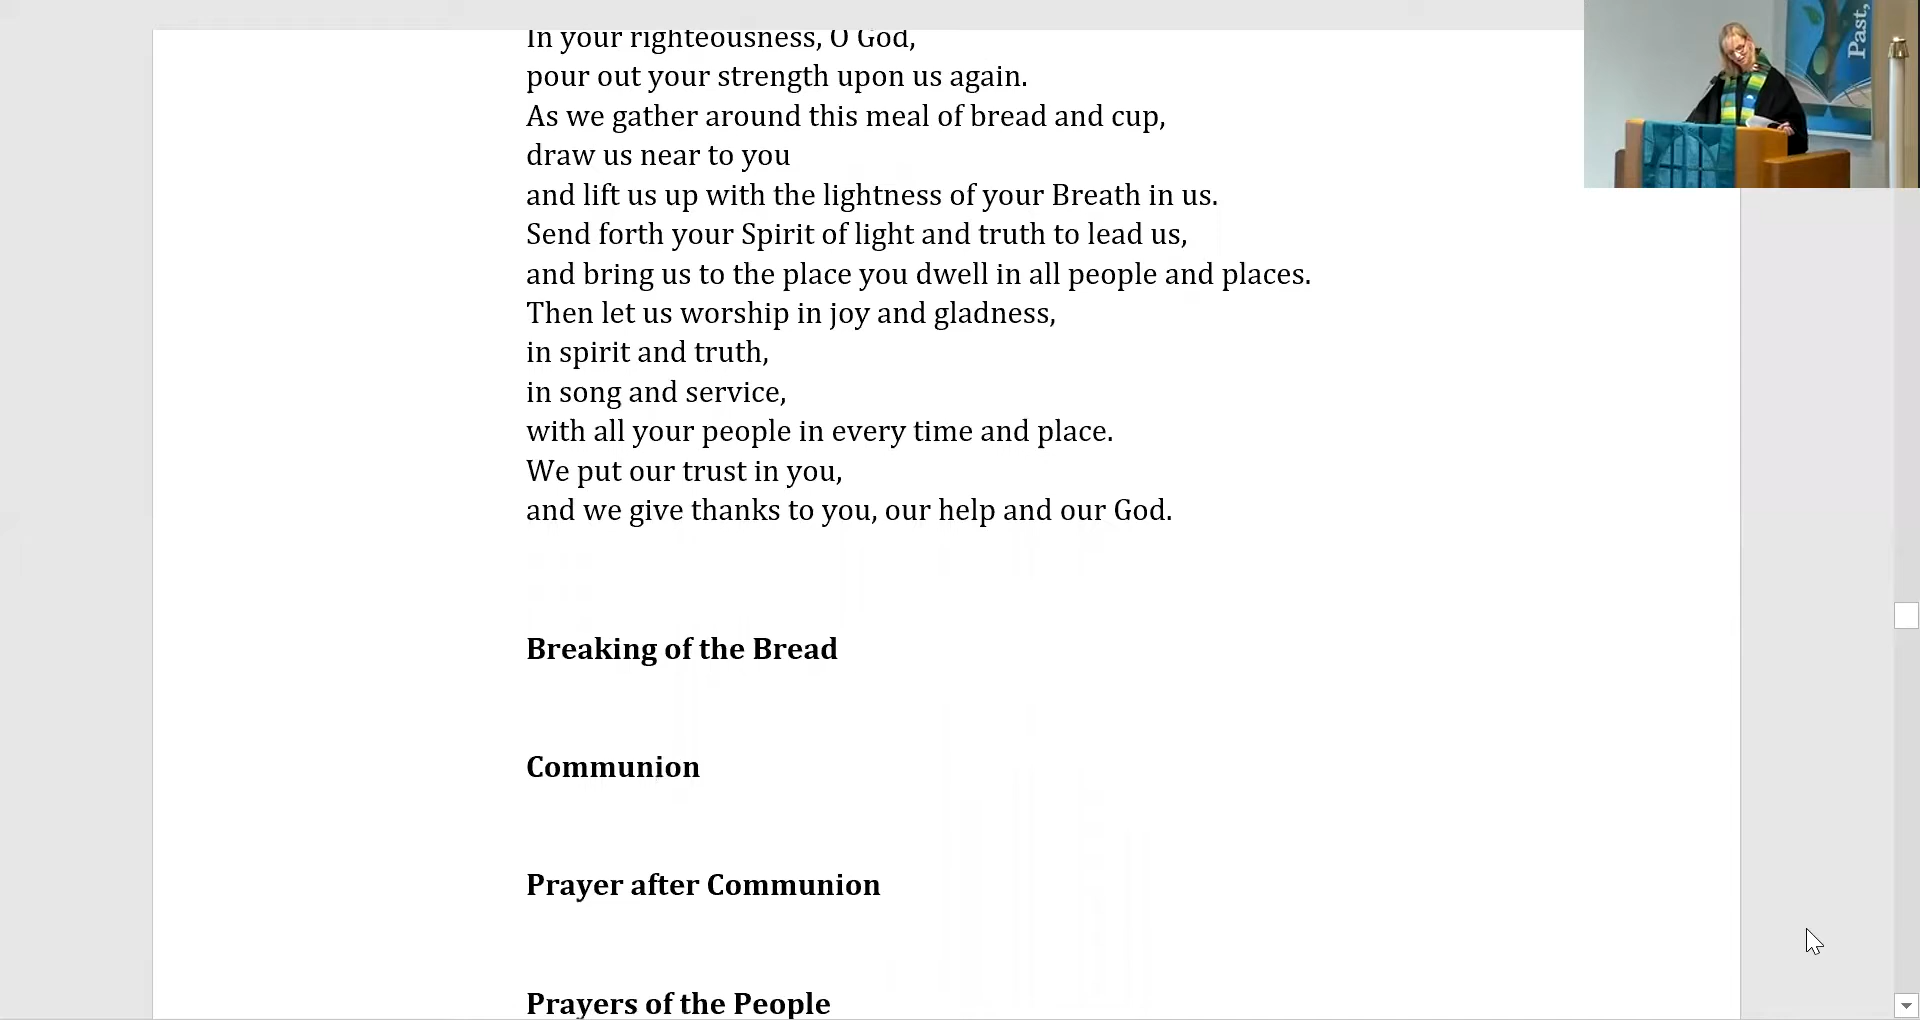 In your righteousness, O God,
pour out your strength upon us again.
As we gather around this meal of bread and cup,
draw us near to you
and lift us up with the lightness of your Breath in us.
Send forth your Spirit of light and truth to lead us,
and bring us to the place you dwell in all people and places.
Then let us worship in joy and gladness,
in spirit and truth,
in song and service,
with all your people in every time and place.
We put our trust in you,
and we give thanks to you, our help and our God.
Breaking of the Bread
Communion
Prayer after Communion
Prayers of the People
Past,